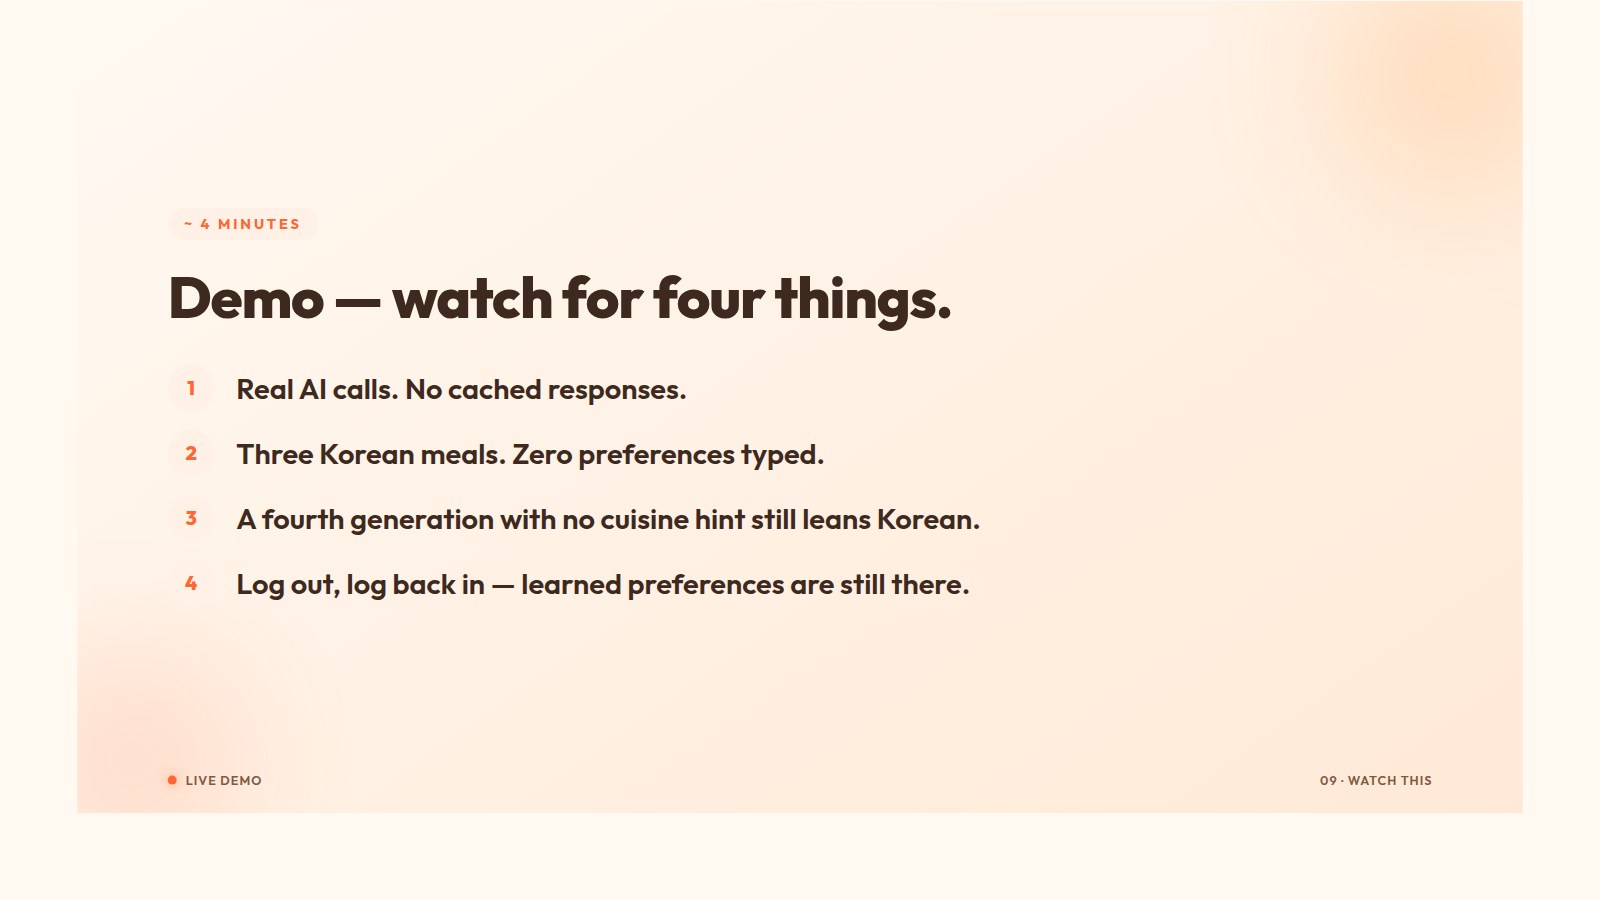 ~ 4 MINUTES
Demo — watch for four things.
1 Real AI calls. No cached responses.
2 Three Korean meals. Zero preferences typed.
3 A fourth generation with no cuisine hint still leans Korean.
4 Log out, log back in — learned preferences are still there.
LIVE DEMO
09 · WATCH THIS